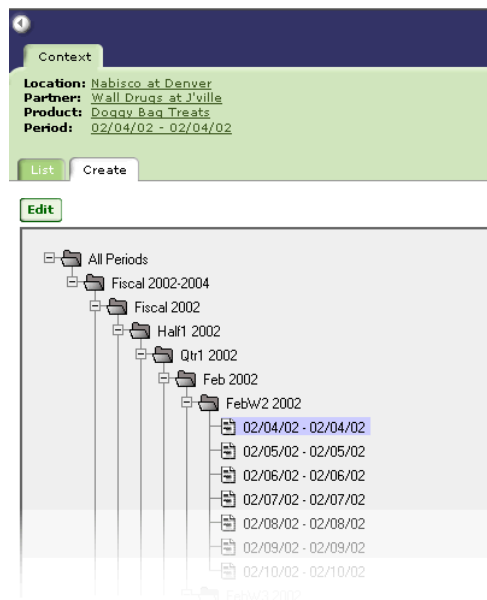 Context
Location: Nabisco at Denver
Partner: Wall Drugs at J'ville
Product: Doggy Bag Treats
Period: 02/04/02 - 02/04/02
List Create
Edit
All Periods
Fiscal 2002-2004
Fiscal 2002
Half1 2002
Qtr1 2002
Feb 2002
FebW2 2002
02/04/02 - 02/04/02
02/05/02 - 02/05/02
02/06/02 - 02/06/02
02/07/02 - 02/07/02
02/08/02 - 02/08/02
02/09/02 - 02/09/02
02/10/02 - 02/10/02
FebW3 2002